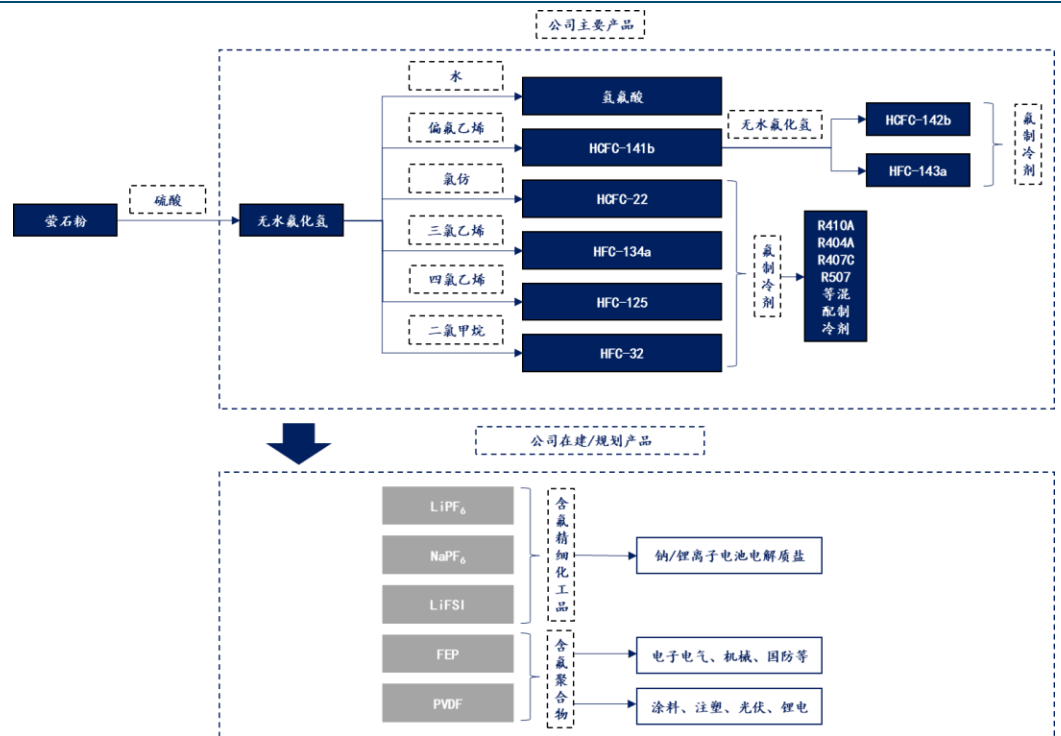 公司主要产品
水
氢氟酸
偏氟乙烯
HCFC-141b
无水氟化氢
HCFC-142b
HFC-143a
氟
制
冷
剂
氯仿
HCFC-22
萤石粉
硫酸
无水氟化氢
三氯乙烯
HFC-134a
四氯乙烯
HFC-125
二氯甲烷
HFC-32
氟
制
冷
剂
R410A
R404A
R407C
R507
等混
配制
冷剂
公司在建/规划产品
LiPF₆
NaPF₆
LiFSI
含
氟
精
细
化
工
品
钠/锂离子电池电解质盐
FEP
PVDF
含
氟
聚
合
物
电子电气、机械、国防等
涂料、注塑、光伏、锂电